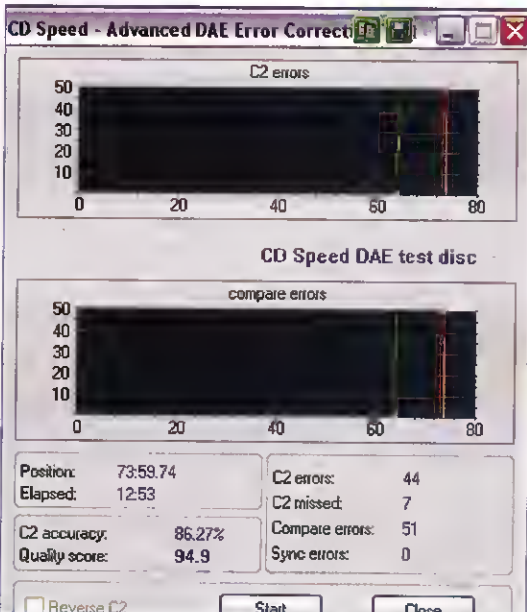 CD Speed - Advanced DAE Error Correct
C2 errors
50
40
30
20
10
0 20 40 60 80
CD Speed DAE test disc
compare errors
50
40
30
20
10
0 20 40 60 80
Position: 73:59.74
Elapsed: 12:53
C2 accuracy: 86.27%
Quality score: 94.9
C2 errors: 44
C2 missed: 7
Compare errors: 51
Sync errors: 0
Reverse C2
Start
Close